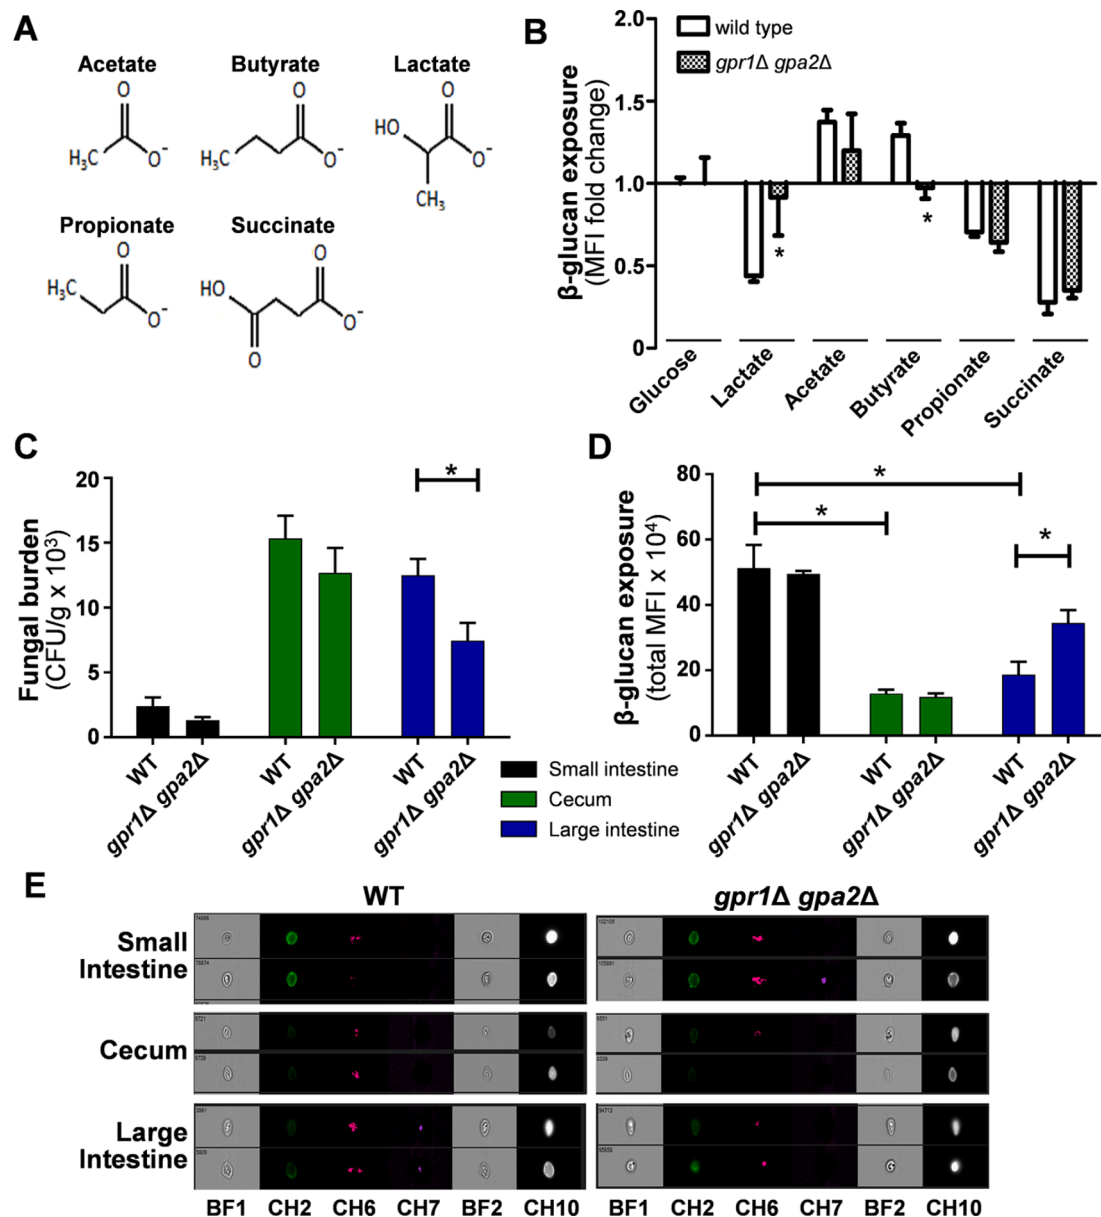 A
Acetate
Butyrate
Lactate
O
H₃C
O⁻
O
H₃C
O⁻
O
HO
O⁻
CH₃
Propionate
Succinate
O
H₃C
O⁻
O
HO
O⁻
O
B
β-glucan exposure
(MFI fold change)
2.0
1.5
1.0
0.5
0
wild type
gpr1Δ gpa2Δ
*
*
Glucose
Lactate
Acetate
Butyrate
Propionate
Succinate
C
Fungal burden
(CFU/g x 10³)
20
15
10
5
0
*
WT
gpr1Δ gpa2Δ
WT
gpr1Δ gpa2Δ
WT
gpr1Δ gpa2Δ
Small intestine
Cecum
Large intestine
D
β-glucan exposure
(total MFI x 10⁴)
80
60
40
20
0
*
*
*
WT
gpr1Δ gpa2Δ
WT
gpr1Δ gpa2Δ
WT
gpr1Δ gpa2Δ
E
WT
gpr1Δ gpa2Δ
Small
Intestine
Cecum
Large
Intestine
BF1 CH2 CH6 CH7 BF2 CH10
BF1 CH2 CH6 CH7 BF2 CH10